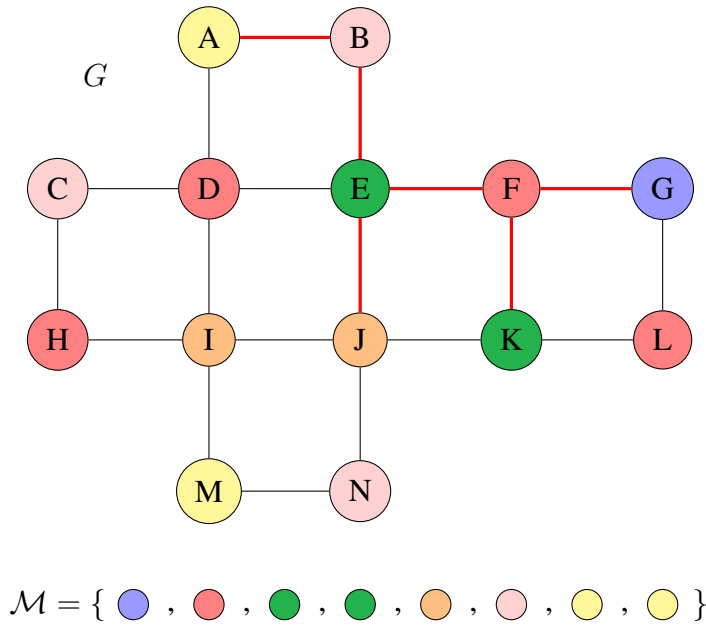 A B
G
C D E F G
H I J K L
M N
ℳ = { , , , , , , , }